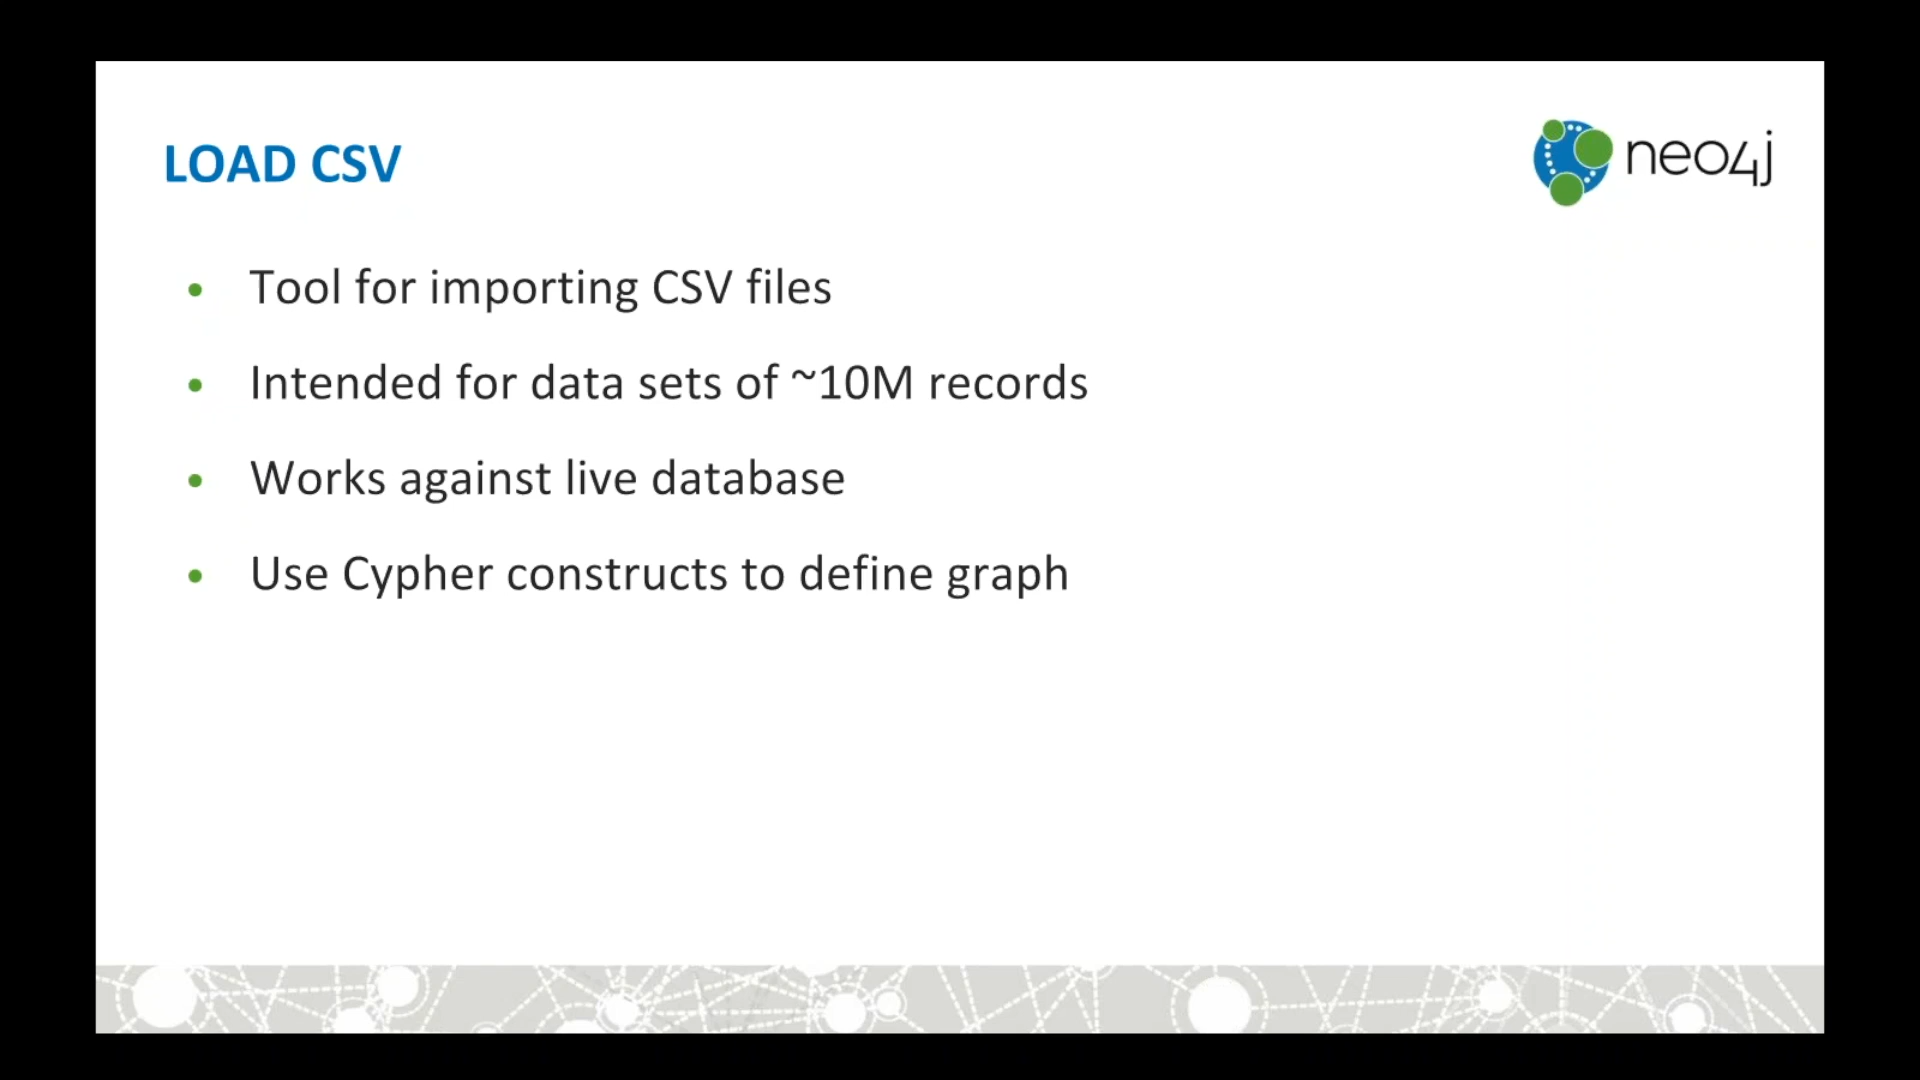 LOAD CSV
neo4j
• Tool for importing CSV files
• Intended for data sets of ~10M records
• Works against live database
• Use Cypher constructs to define graph